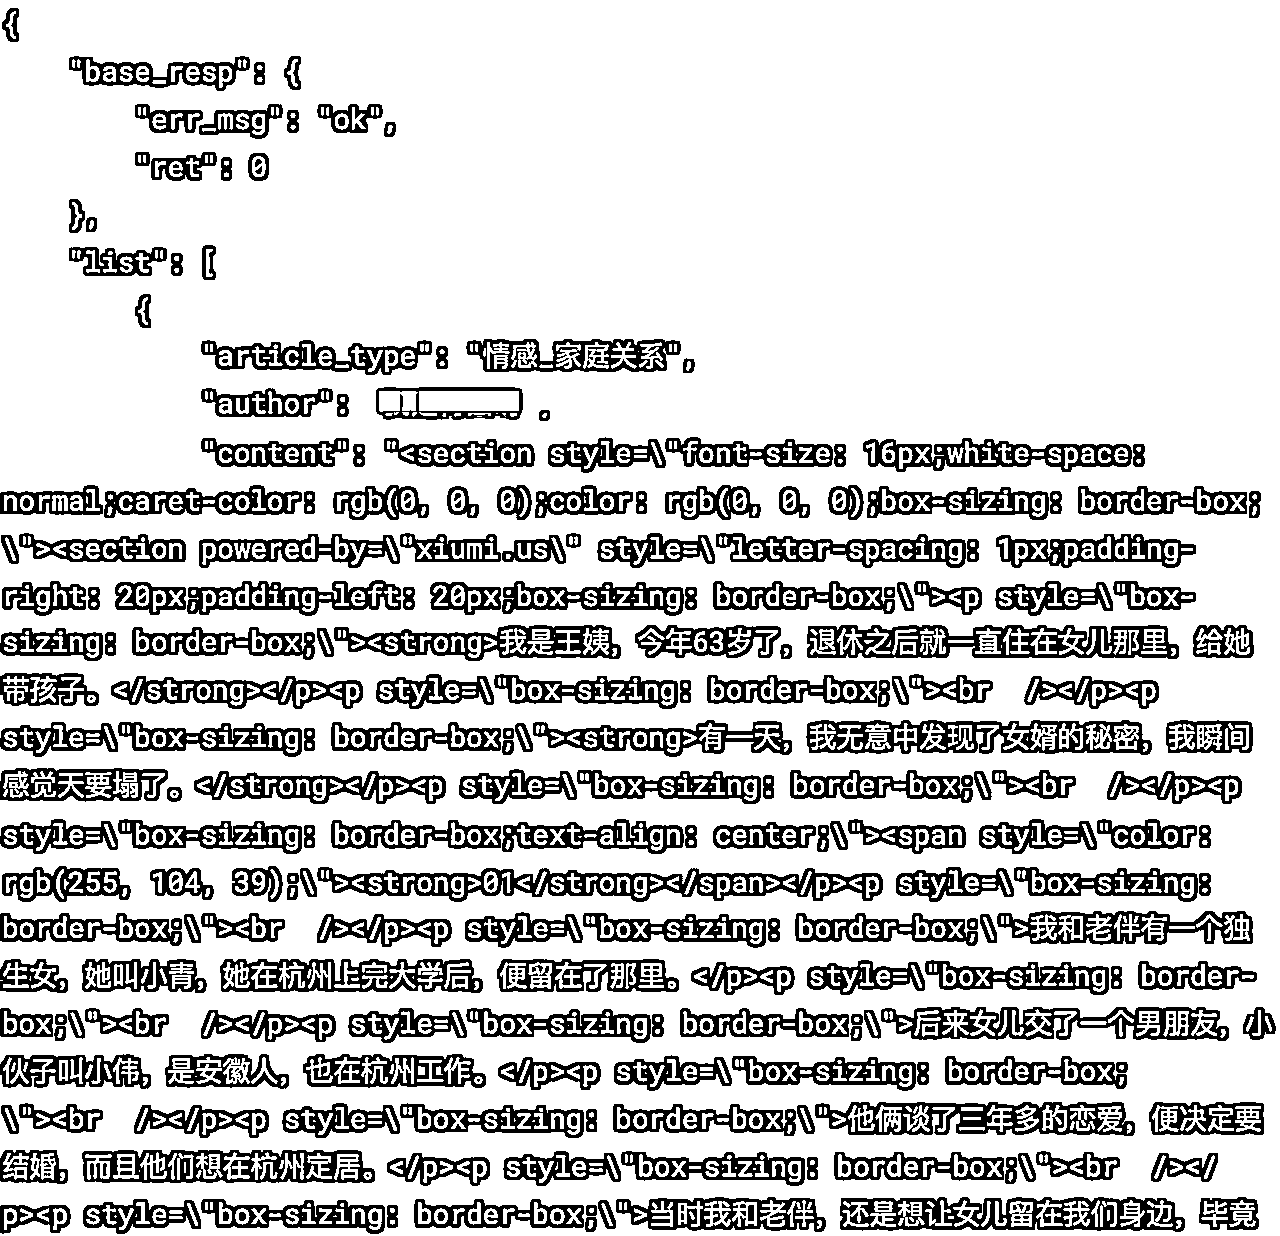 {
"base_resp": {
"err_msg": "ok",
"ret": 0
},
"list": [
{
"article_type": "情感_家庭关系",
"author": ,
"content": "<section style=\"font-size: 16px;white-space:
normal;caret-color: rgb(0, 0, 0);color: rgb(0, 0, 0);box-sizing: border-box;
\"><section powered-by=\"xiumi.us\" style=\"letter-spacing: 1px;padding-
right: 20px;padding-left: 20px;box-sizing: border-box;\"><p style=\"box-
sizing: border-box;\"><strong>我是王姨，今年63岁了，退休之后就一直住在女儿那里，给她
带孩子。</strong></p><p style=\"box-sizing: border-box;\"><br  /></p><p
style=\"box-sizing: border-box;\"><strong>有一天，我无意中发现了女婿的秘密，我瞬间
感觉天要塌了。</strong></p><p style=\"box-sizing: border-box;\"><br  /></p><p
style=\"box-sizing: border-box;text-align: center;\"><span style=\"color:
rgb(255, 104, 39);\"><strong>01</strong></span></p><p style=\"box-sizing:
border-box;\"><br  /></p><p style=\"box-sizing: border-box;\">我和老伴有一个独
生女，她叫小青，她在杭州上完大学后，便留在了那里。</p><p style=\"box-sizing: border-
box;\"><br  /></p><p style=\"box-sizing: border-box;\">后来女儿交了一个男朋友，小
伙子叫小伟，是安徽人，也在杭州工作。</p><p style=\"box-sizing: border-box;
\"><br  /></p><p style=\"box-sizing: border-box;\">他俩谈了三年多的恋爱，便决定要
结婚，而且他们想在杭州定居。</p><p style=\"box-sizing: border-box;\"><br  /></
p><p style=\"box-sizing: border-box;\">当时我和老伴，还是想让女儿留在我们身边，毕竟